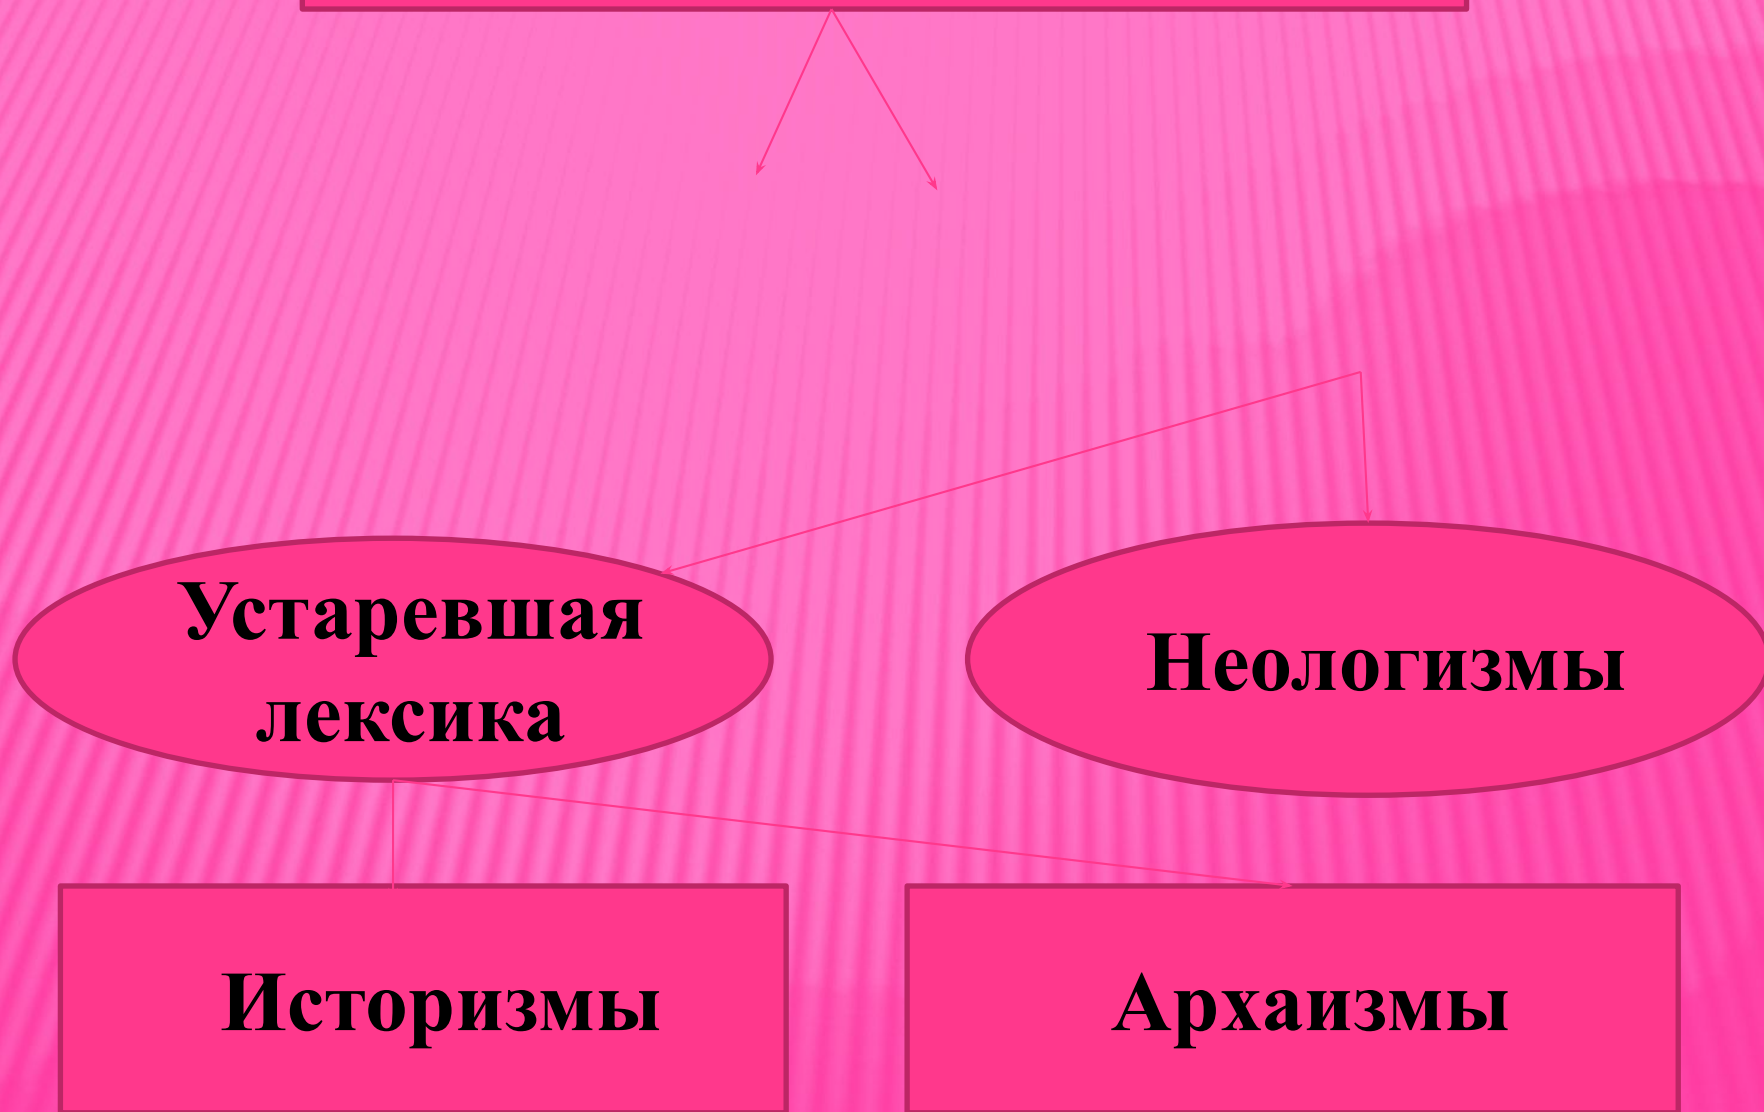 Устаревшая
лексика
Неологизмы
Историзмы
Архаизмы